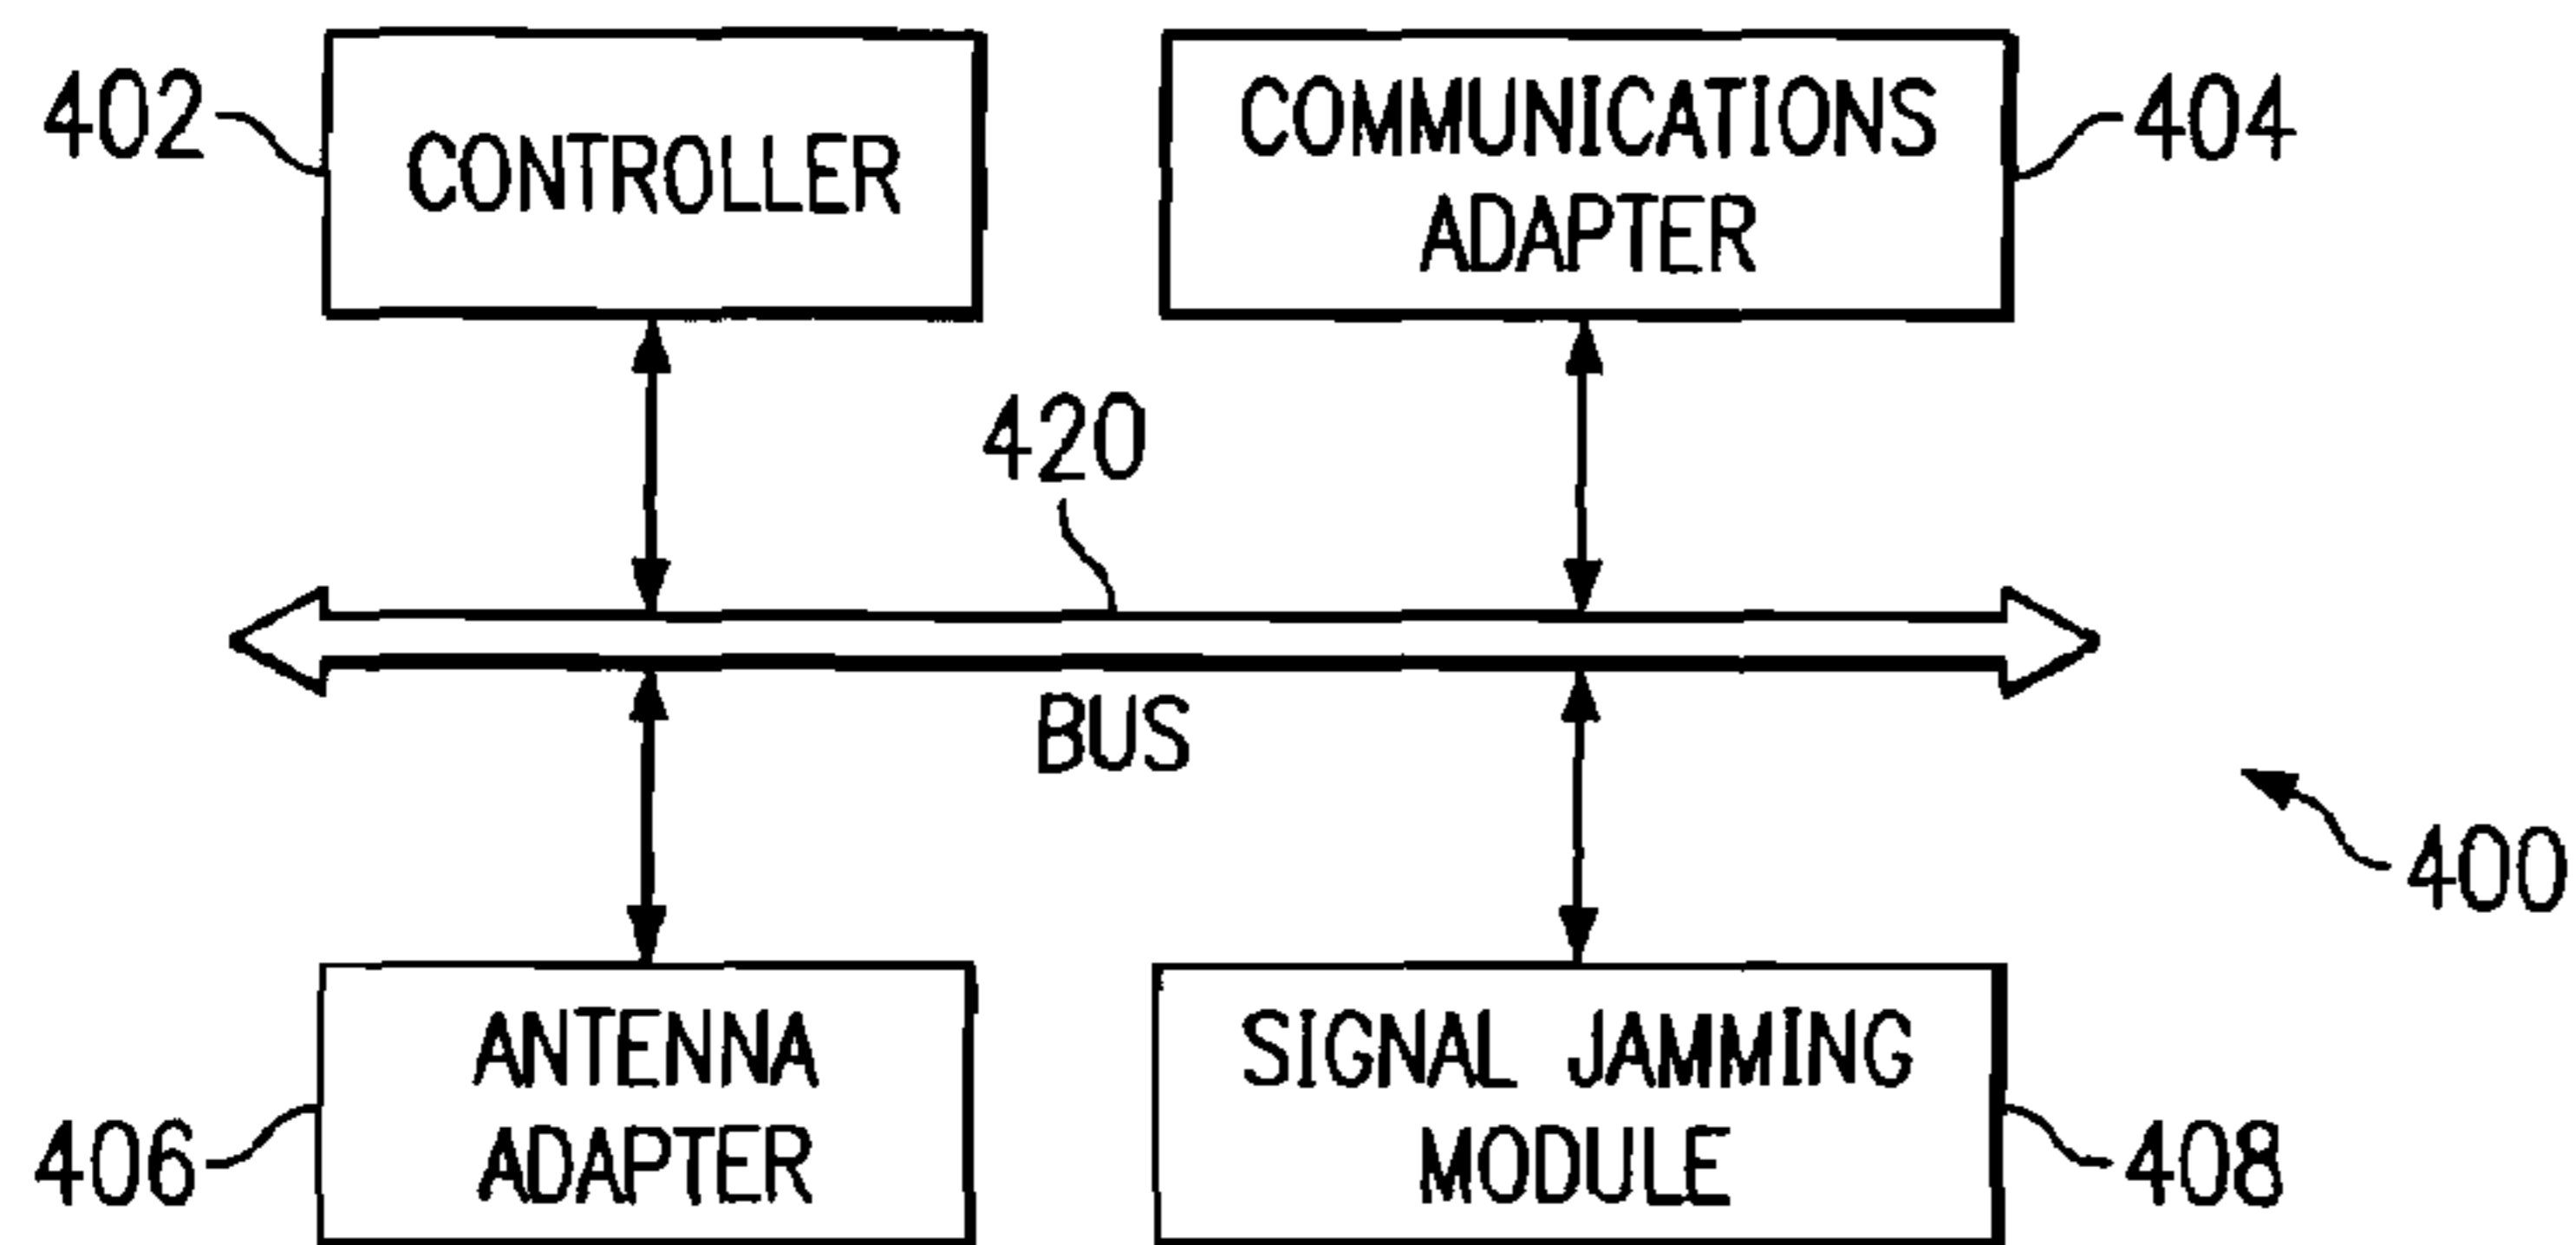 402
CONTROLLER
COMMUNICATIONS
ADAPTER
404
420
BUS
400
406
ANTENNA
ADAPTER
SIGNAL JAMMING
MODULE
408